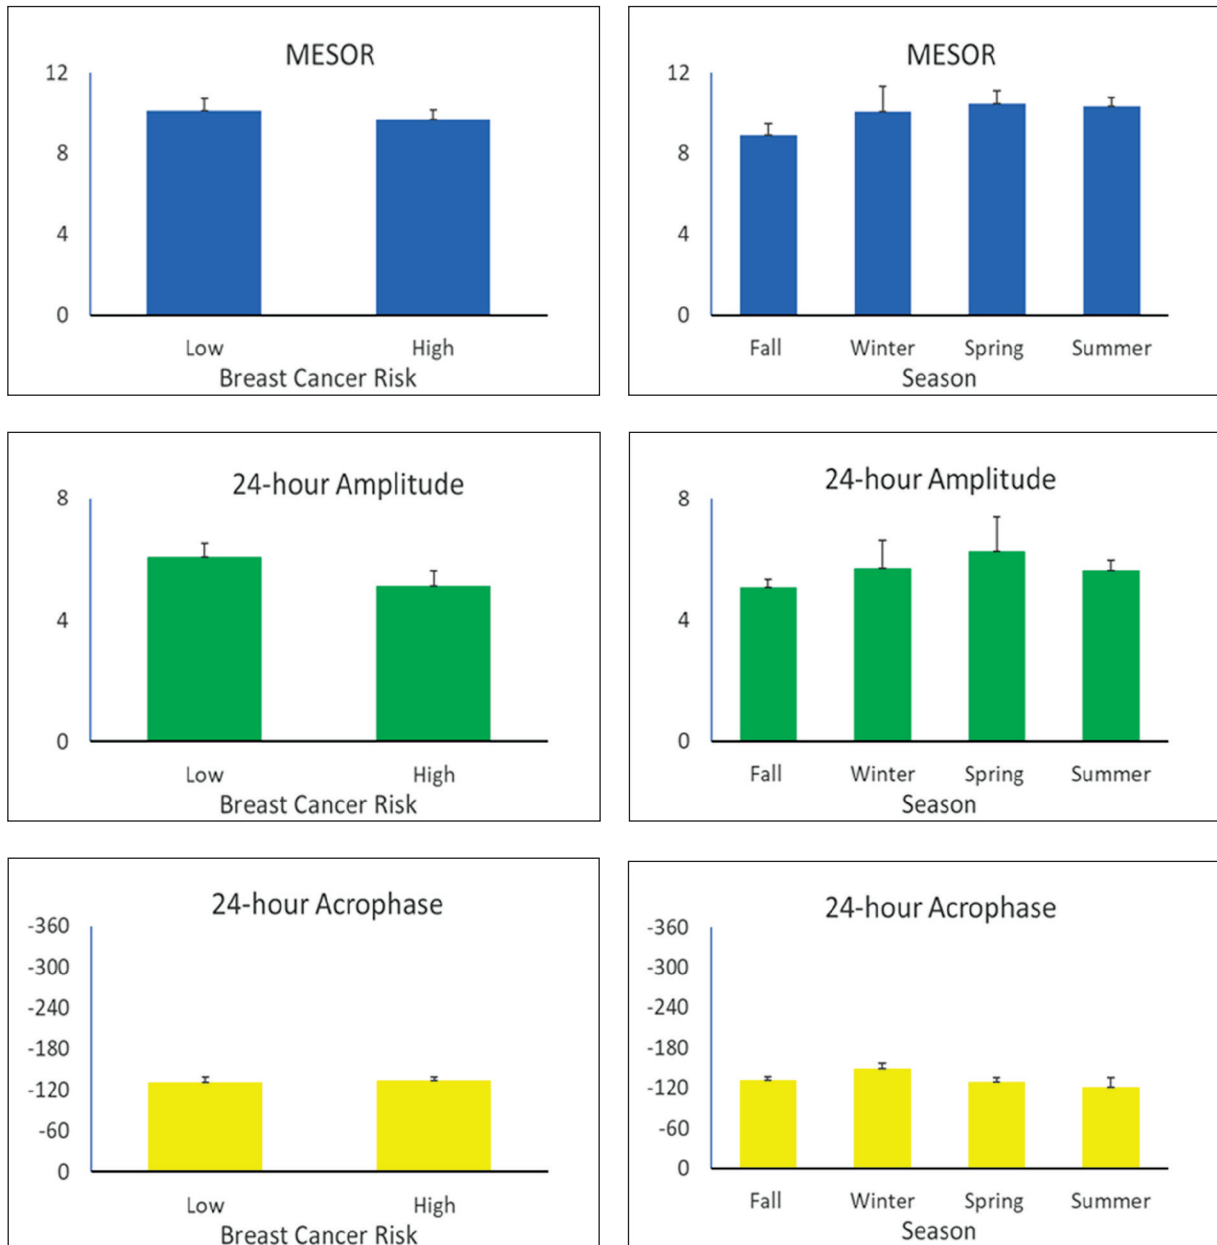 MESOR
12
8
4
0
Low High
Breast Cancer Risk
MESOR
12
8
4
0
Fall Winter Spring Summer
Season
24-hour Amplitude
8
4
0
Low High
Breast Cancer Risk
24-hour Amplitude
8
4
0
Fall Winter Spring Summer
Season
24-hour Acrophase
-360
-300
-240
-180
-120
-60
0
Low High
Breast Cancer Risk
24-hour Acrophase
-360
-300
-240
-180
-120
-60
0
Fall Winter Spring Summer
Season